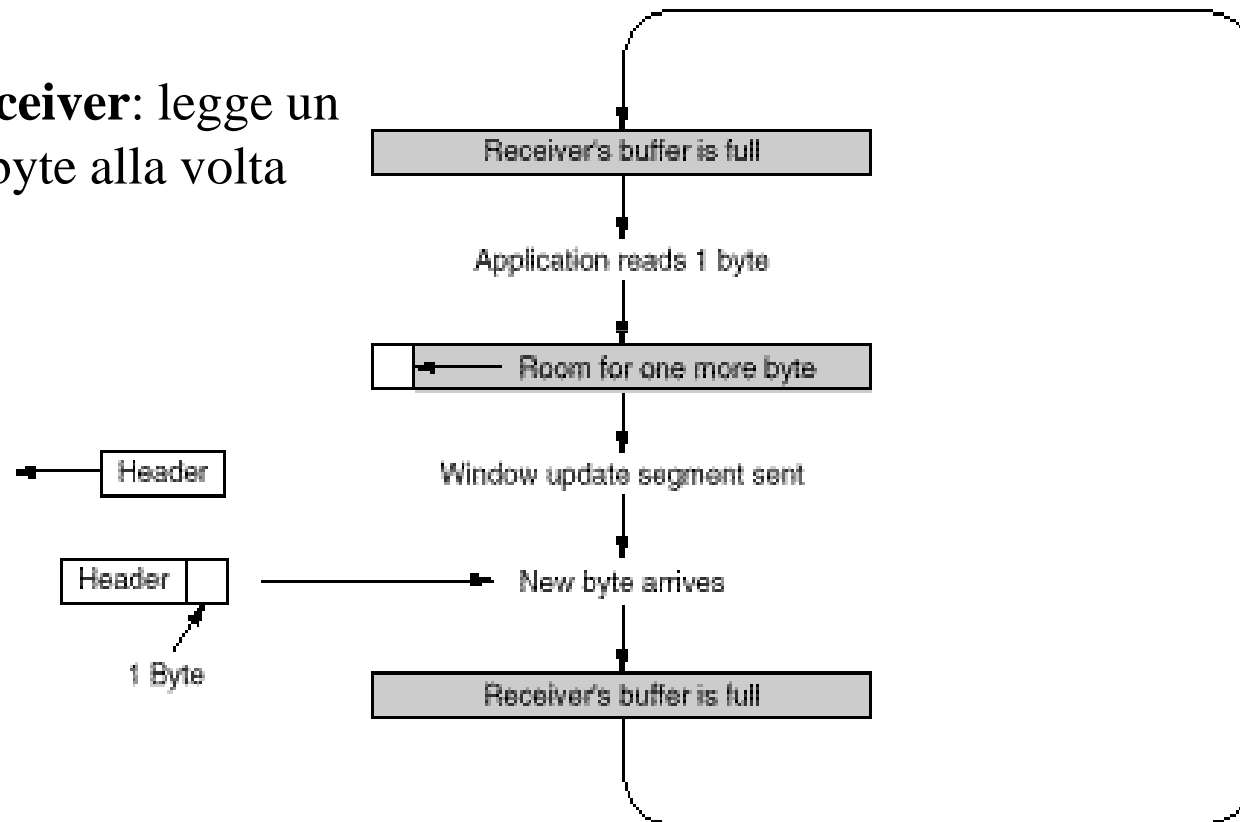 ceiver: legge un
byte alla volta
Receiver's buffer is full
Application reads 1 byte
Room for one more byte
Header
Window update segment sent
Header
New byte arrives
1 Byte
Receiver's buffer is full